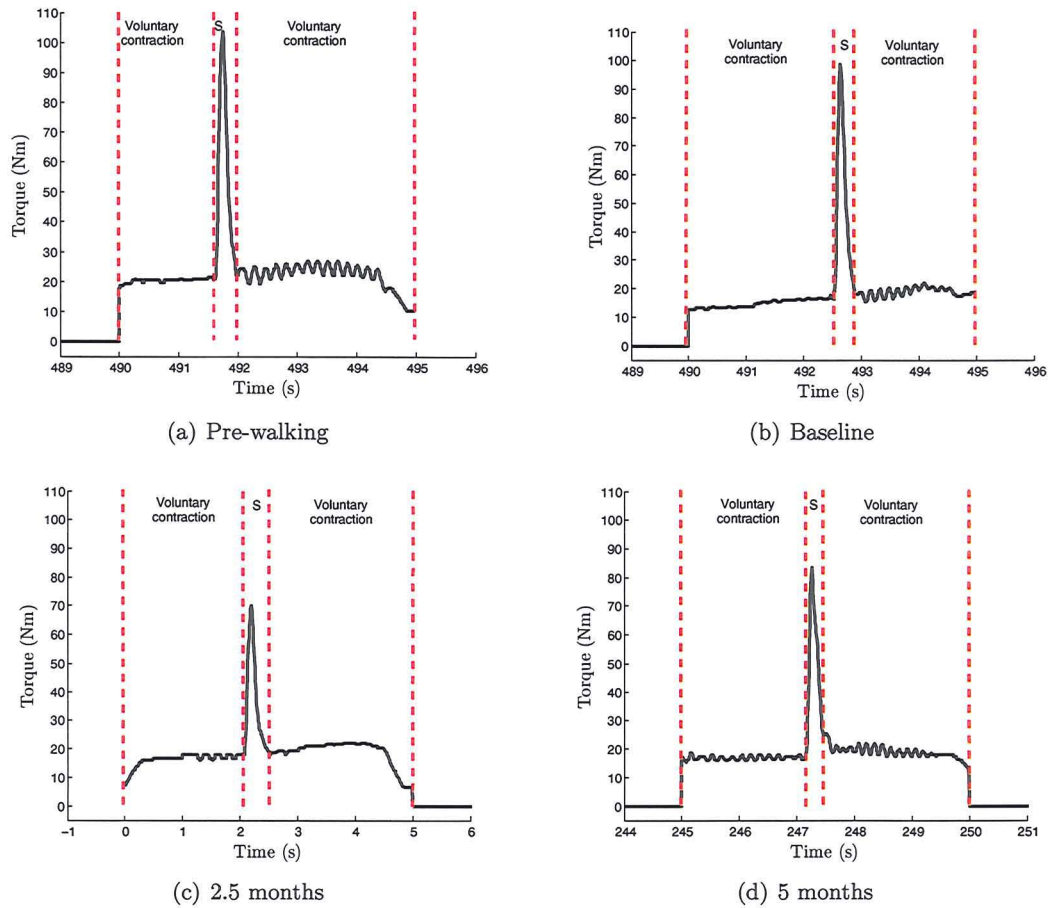 110
100
90
80
70
60
50
40
30
20
10
0
Torque (Nm)
Voluntary
contraction
S
Voluntary
contraction
489 490 491 492 493 494 495 496
Time (s)
(a) Pre-walking
110
100
90
80
70
60
50
40
30
20
10
0
Torque (Nm)
Voluntary
contraction
S
Voluntary
contraction
489 490 491 492 493 494 495 496
Time (s)
(b) Baseline
110
100
90
80
70
60
50
40
30
20
10
0
Torque (Nm)
Voluntary
contraction
S
Voluntary
contraction
−1 0 1 2 3 4 5 6
Time (s)
(c) 2.5 months
110
100
90
80
70
60
50
40
30
20
10
0
Torque (Nm)
Voluntary
contraction
S
Voluntary
contraction
244 245 246 247 248 249 250 251
Time (s)
(d) 5 months